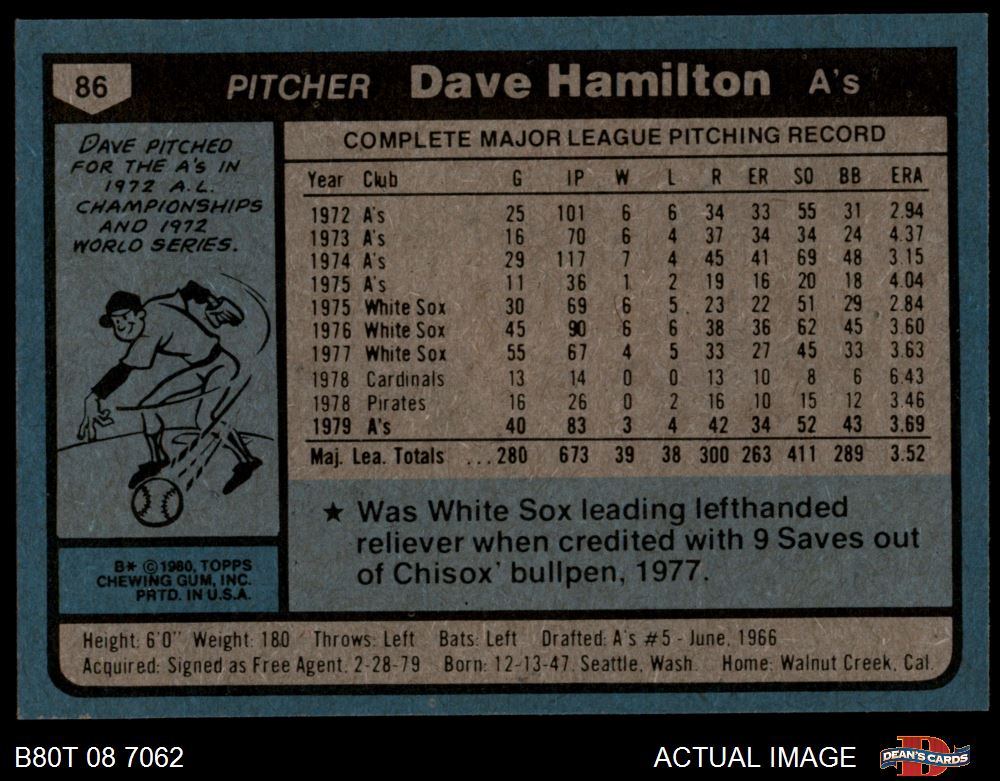 86 PITCHER Dave Hamilton A's
DAVE PITCHED
FOR THE A'S IN
1972 A.L.
CHAMPIONSHIPS
AND 1972
WORLD SERIES.
COMPLETE MAJOR LEAGUE PITCHING RECORD
Year Club G IP W L R ER SO BB ERA
1972 A's 25 101 6 6 34 33 55 31 2.94
1973 A's 16 70 6 4 37 34 34 24 4.37
1974 A's 29 117 7 4 45 41 69 48 3.15
1975 A's 11 36 1 2 19 16 20 18 4.04
1975 White Sox 30 69 6 5 23 22 51 29 2.84
1976 White Sox 45 90 6 6 38 36 62 45 3.60
1977 White Sox 55 67 4 5 33 27 45 33 3.63
1978 Cardinals 13 14 0 0 13 10 8 6 6.43
1978 Pirates 16 26 0 2 16 10 15 12 3.46
1979 A's 40 83 3 4 42 34 52 43 3.69
Maj. Lea. Totals ...280 673 39 38 300 263 411 289 3.52
★ Was White Sox leading lefthanded
reliever when credited with 9 Saves out
of Chisox' bullpen, 1977.
B* ©1980, TOPPS
CHEWING GUM, INC.
PRTD. IN U.S.A.
Height: 6'0" Weight: 180 Throws: Left Bats: Left Drafted: A's #5 - June, 1966
Acquired: Signed as Free Agent. 2-28-79 Born: 12-13-47, Seattle, Wash. Home: Walnut Creek, Cal.
B80T 08 7062 ACTUAL IMAGE DEAN'S CARDS